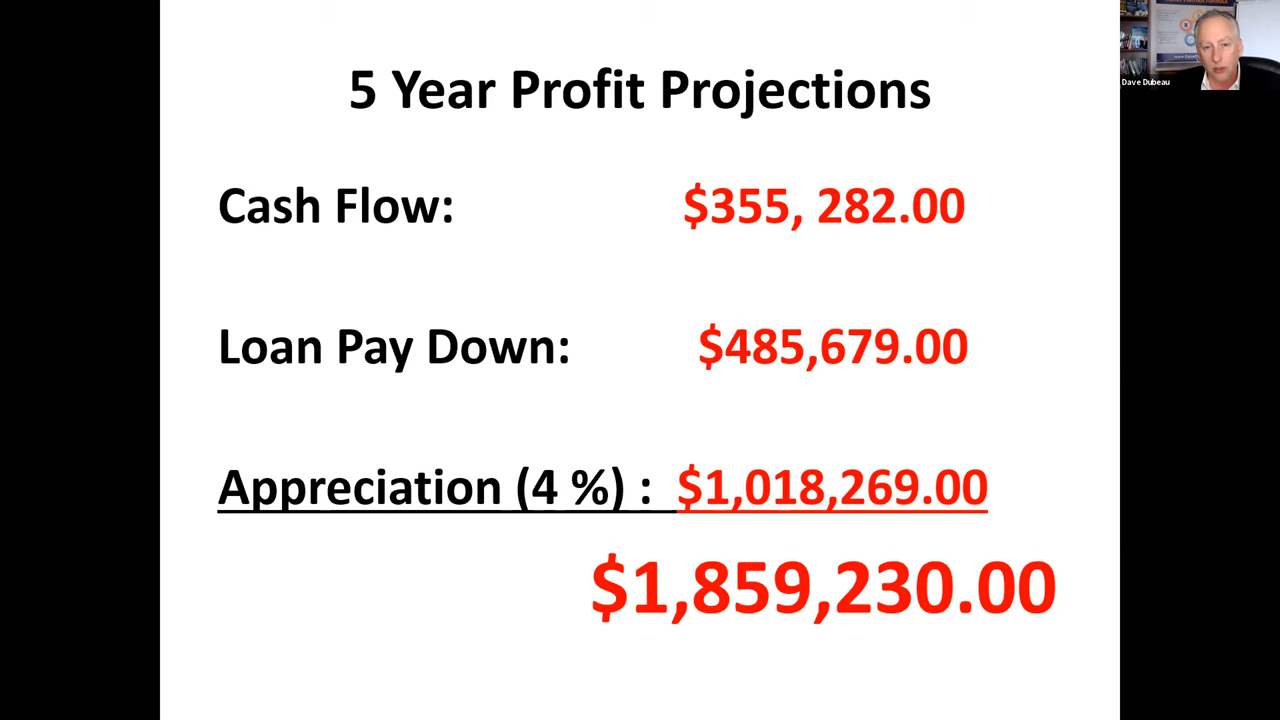 5 Year Profit Projections
Dave Dubeau
Cash Flow: $355, 282.00
Loan Pay Down: $485,679.00
Appreciation (4 %) : $1,018,269.00
$1,859,230.00